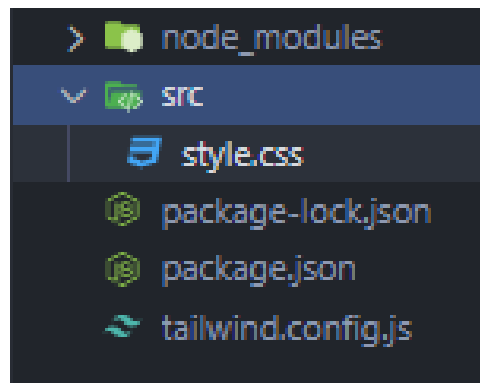 node_modules
src
style.css
package-lock.json
package.json
tailwind.config.js